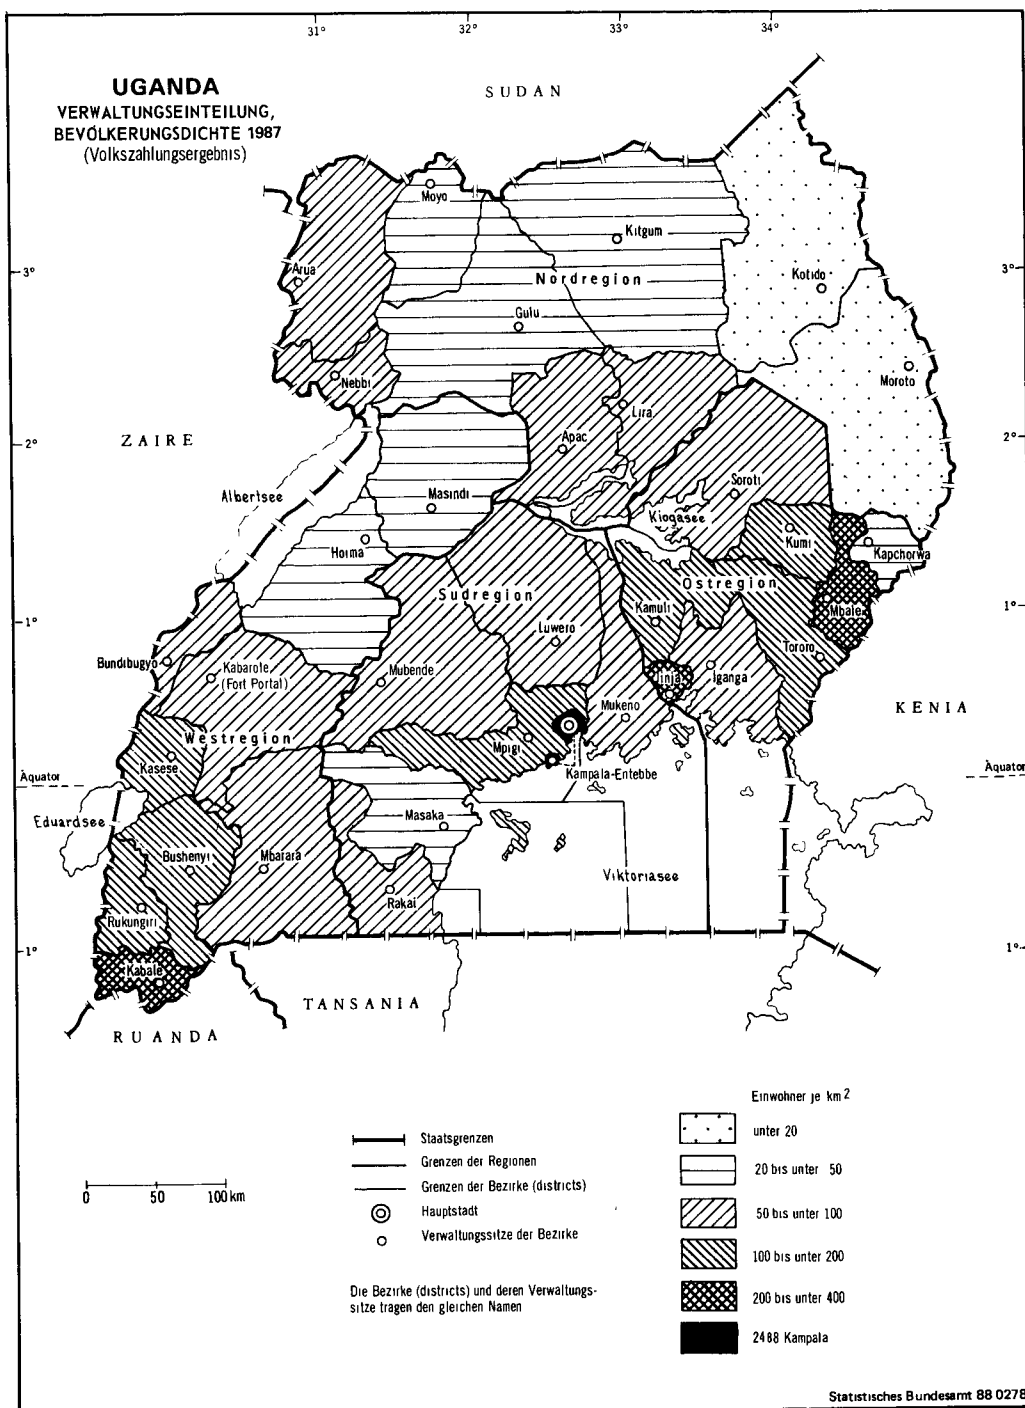 31°
32°
33°
34°
UGANDA
VERWALTUNGSEINTEILUNG,
BEVÖLKERUNGSDICHTE 1987
(Volkszahlungsergebnis)
SUDAN
Moyo
Kitgum
Arua
3°
3°
Kotido
Nordregion
Gulu
Nebbi
Moroto
Lira
ZAIRE
2°
2°
Apac
Albertsee
Masindi
Soroti
Kiogasee
Hoima
Kumi
Kapchorwa
Sudregion
Ostregion
Mbale
1°
1°
Kamuli
Luwero
Tororo
Bundibugyo
Kabarole
(Fort Portal)
Mubende
Jinja
Iganga
KENIA
Mukeno
Westregion
Mpigi
Kasese
Kampala-Entebbe
Äquator
Äquator
Eduardsee
Masaka
Bushenyi
Mbarara
Viktoriasee
Rakai
Rukungiri
1°
1°
Kabale
TANSANIA
RUANDA
Einwohner je km2
unter 20
Staatsgrenzen
Grenzen der Regionen
20 bis unter 50
Grenzen der Bezirke (districts)
0 50 100 km
Hauptstadt
50 bis unter 100
Verwaltungssitze der Bezirke
100 bis unter 200
Die Bezirke (districts) und deren Verwaltungs-
sitze tragen den gleichen Namen
200 bis unter 400
2488 Kampala
Statistisches Bundesamt 88 0278